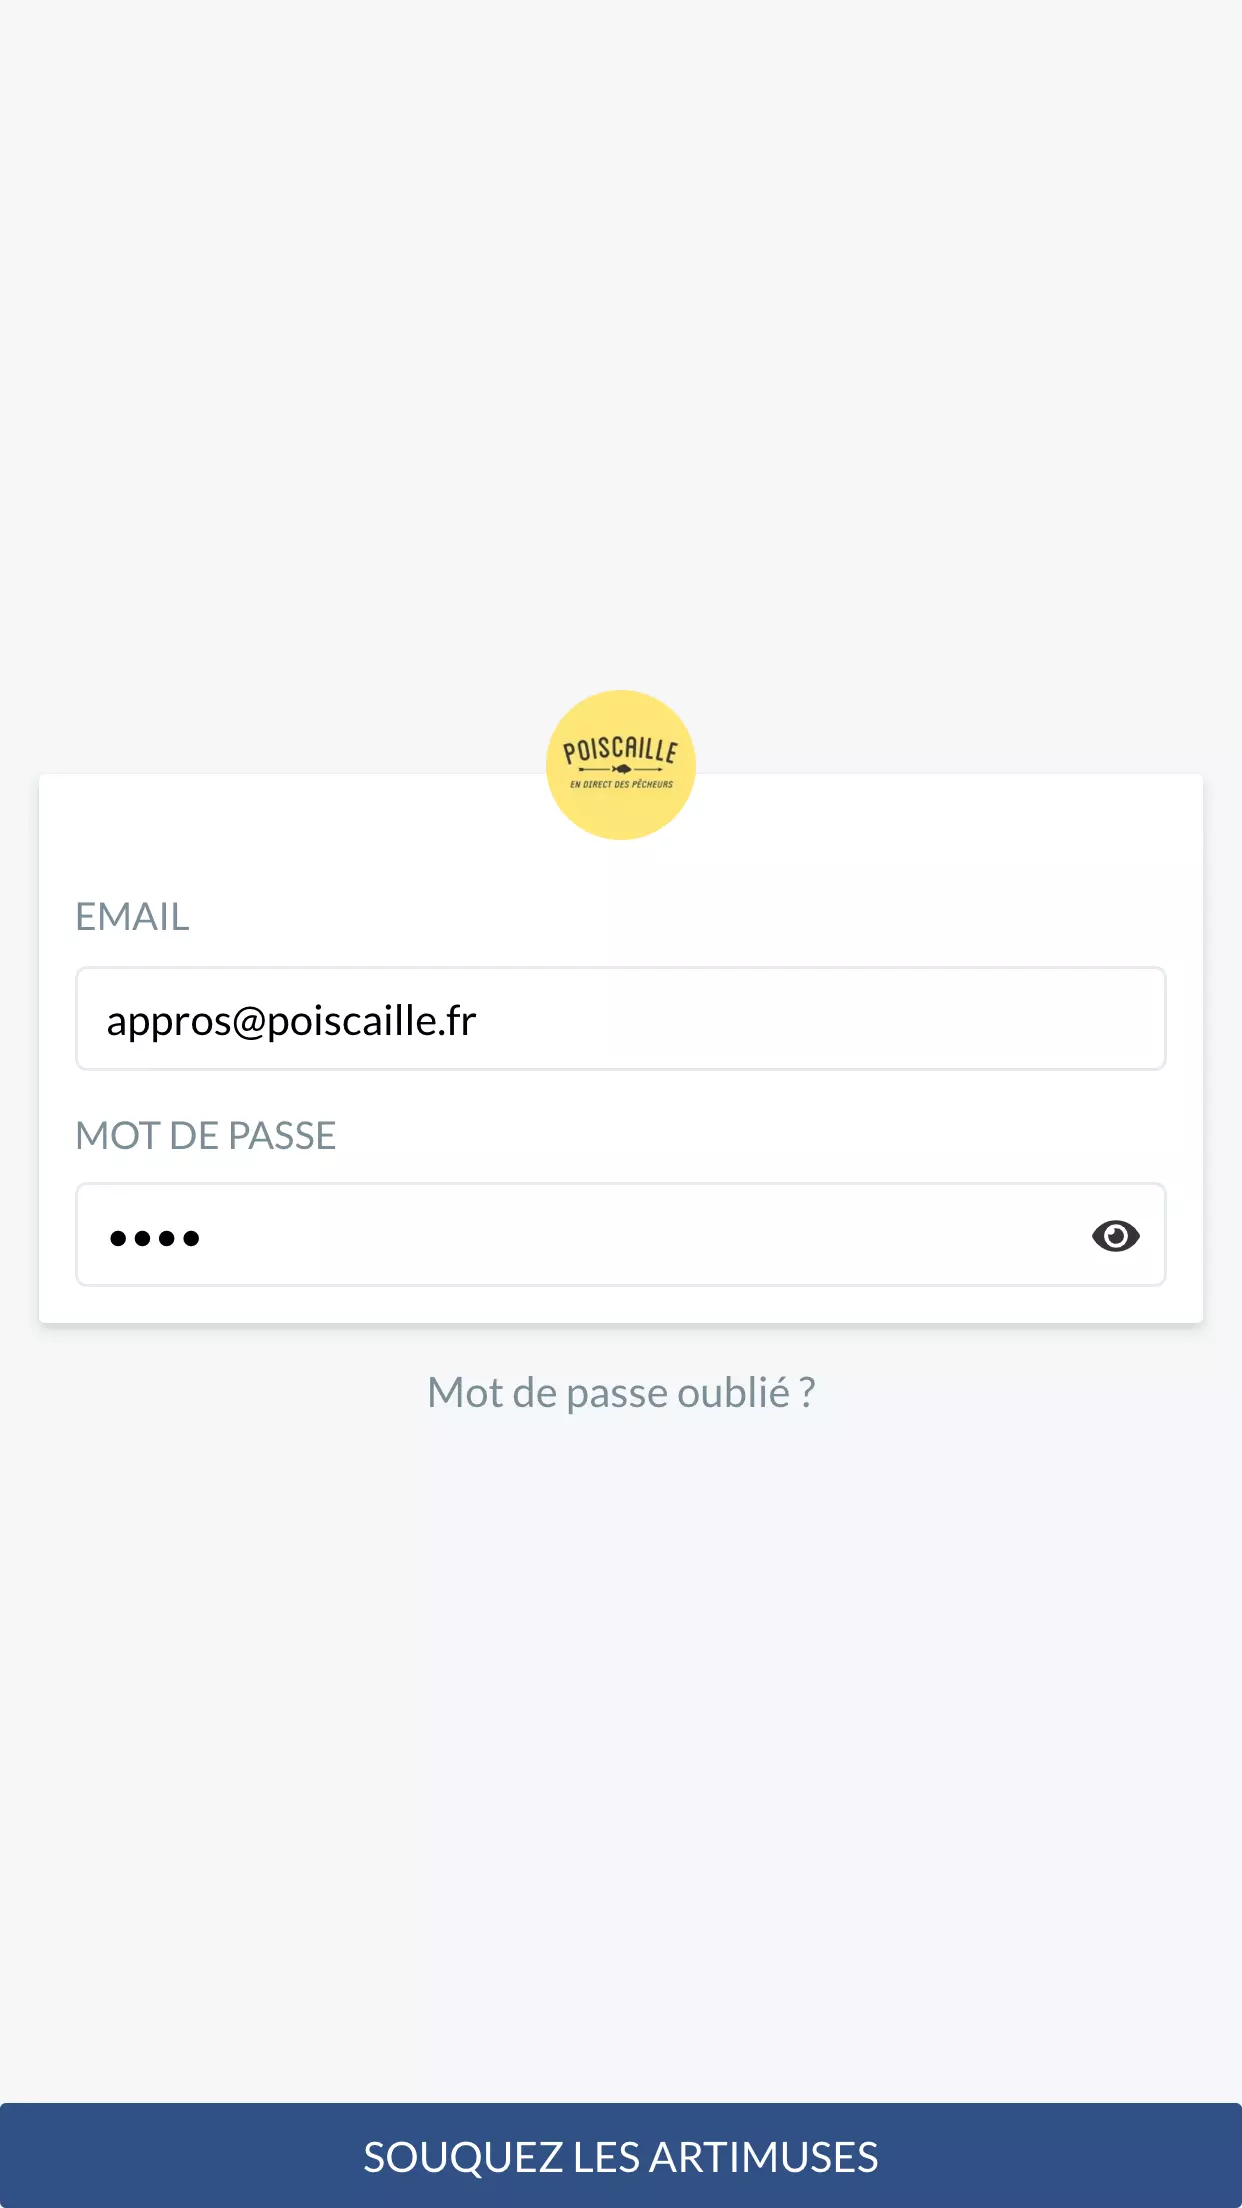 POISCAILLE
EN DIRECT DES PÊCHEURS
EMAIL
appros@poiscaille.fr
MOT DE PASSE
••••
Mot de passe oublié ?
SOUQUEZ LES ARTIMUSES